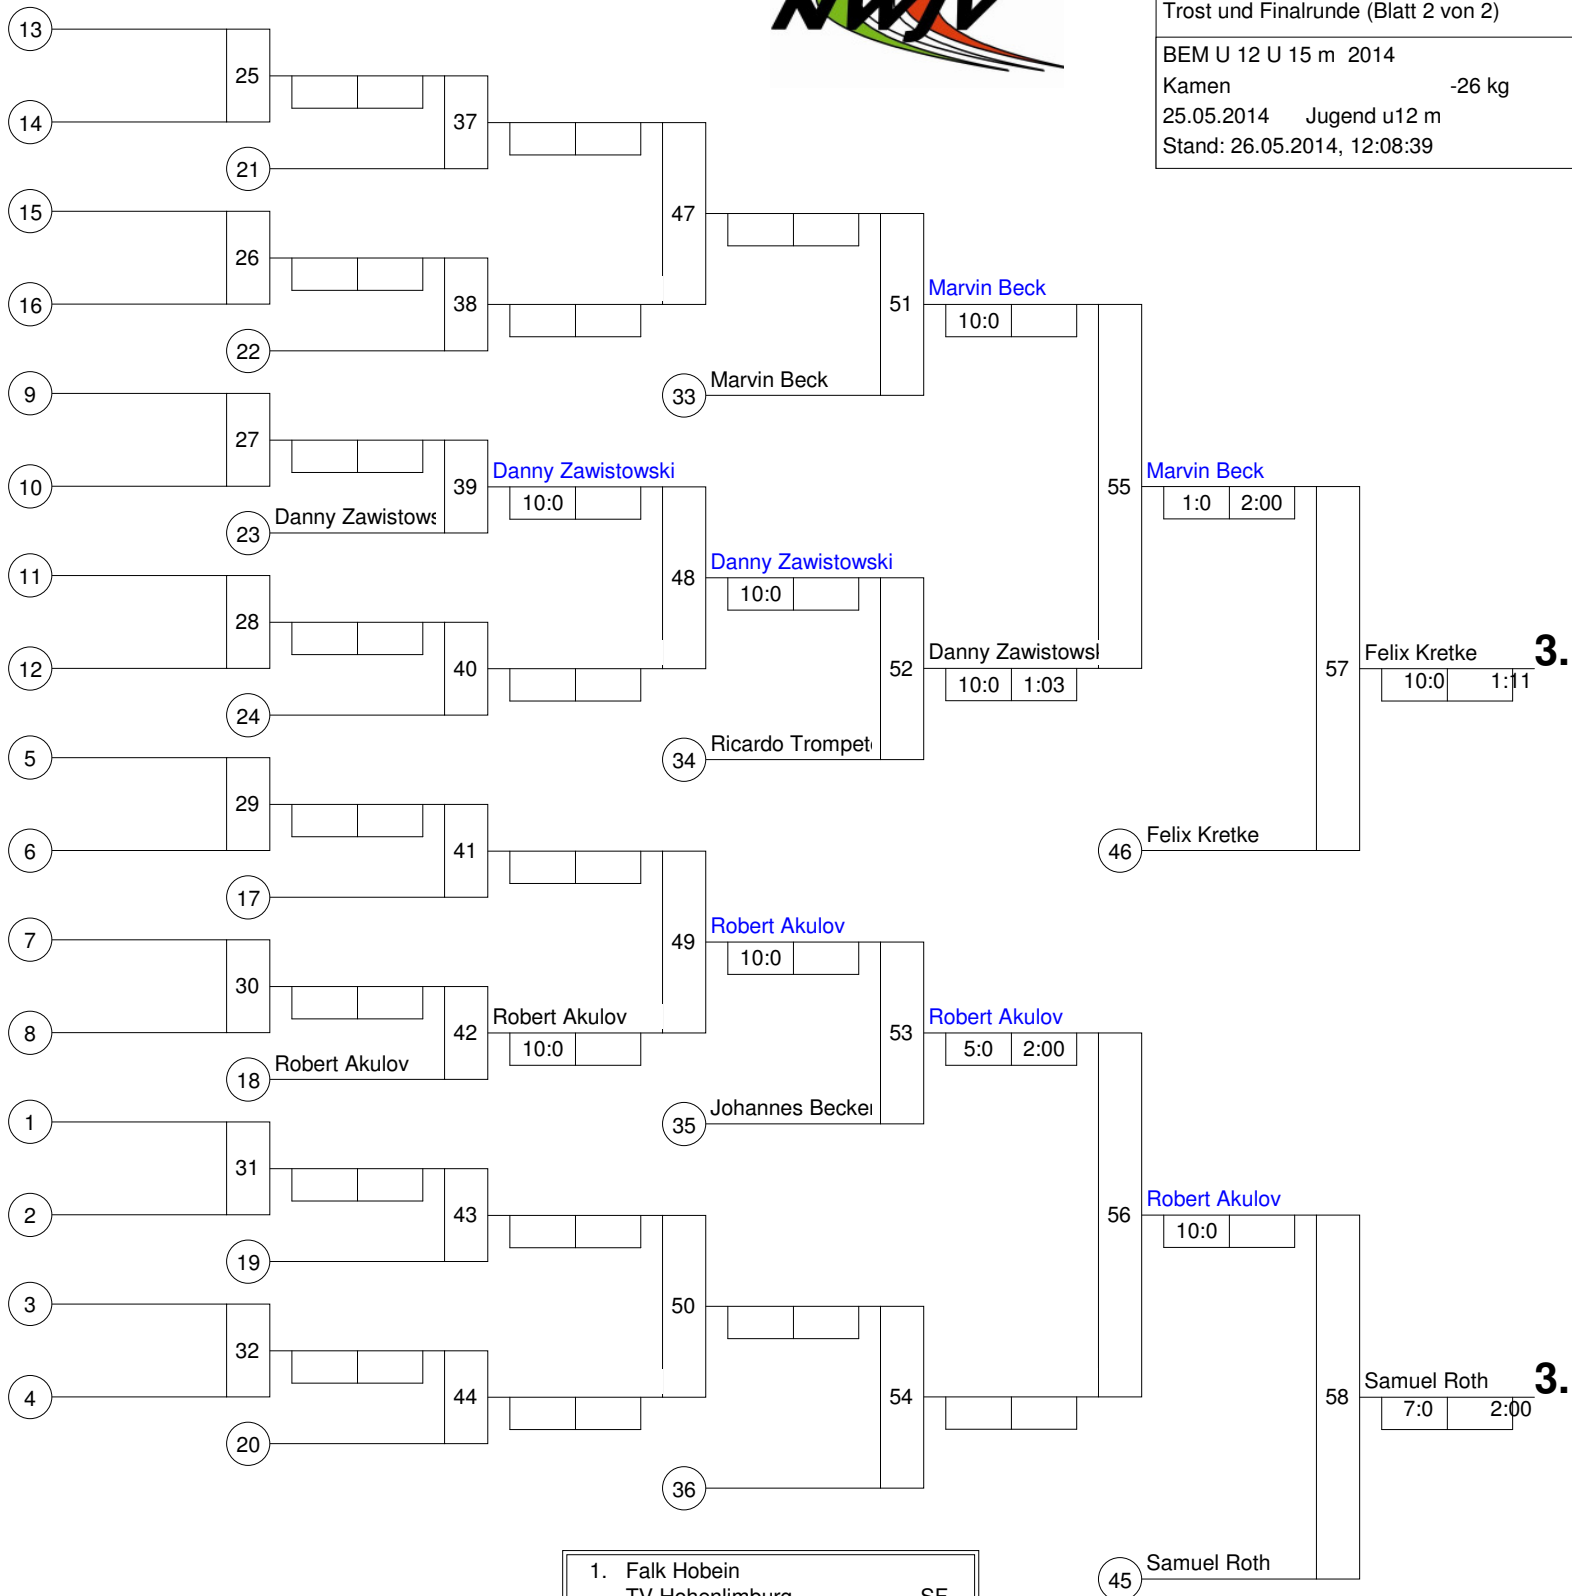 NWJV
Trost und Finalrunde (Blatt 2 von 2)
BEM U 12 U 15 m 2014
Kamen -26 kg
25.05.2014 Jugend u12 m
Stand: 26.05.2014, 12:08:39
13
25
14
37
21
15
47
26
16
38
51
Marvin Beck
10:0
22
33 Marvin Beck
9
27
10
39
Danny Zawistowski
10:0
55
Marvin Beck
1:0 2:00
23 Danny Zawistows
11
48
Danny Zawistowski
10:0
28
12
40
52
Danny Zawistowsk
10:0 1:03
57
Felix Kretke
10:0 1:11
3.
24
34 Ricardo Trompet
5
29
6
41
46 Felix Kretke
17
7
49
Robert Akulov
10:0
30
8
42
Robert Akulov
10:0
53
Robert Akulov
5:0 2:00
18 Robert Akulov
35 Johannes Becker
1
31
2
43
56
Robert Akulov
10:0
19
3
50
32
4
44
54
58
Samuel Roth
7:0 2:00
3.
20
36
45 Samuel Roth
1. Falk Hobein
TV Hohenlimburg SF